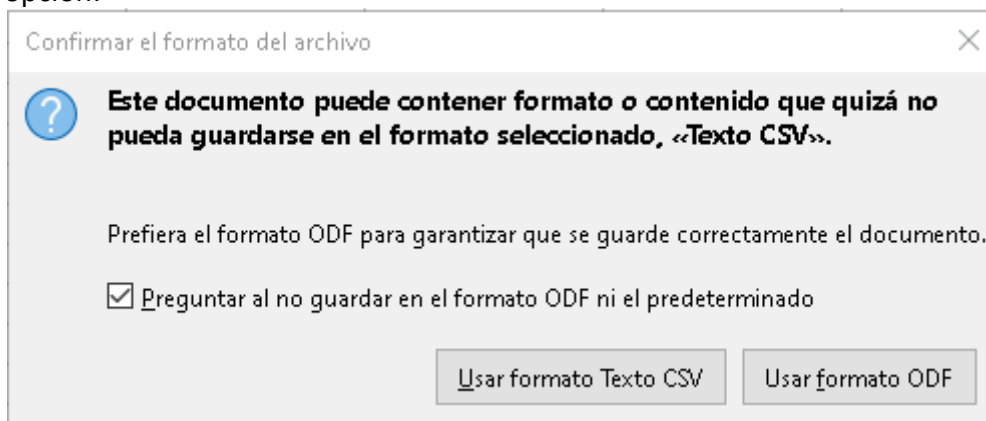 Confirmar el formato del archivo
Este documento puede contener formato o contenido que quizá no
pueda guardarse en el formato seleccionado, «Texto CSV».
Prefiera el formato ODF para garantizar que se guarde correctamente el documento.
Preguntar al no guardar en el formato ODF ni el predeterminado
Usar formato Texto CSV Usar formato ODF